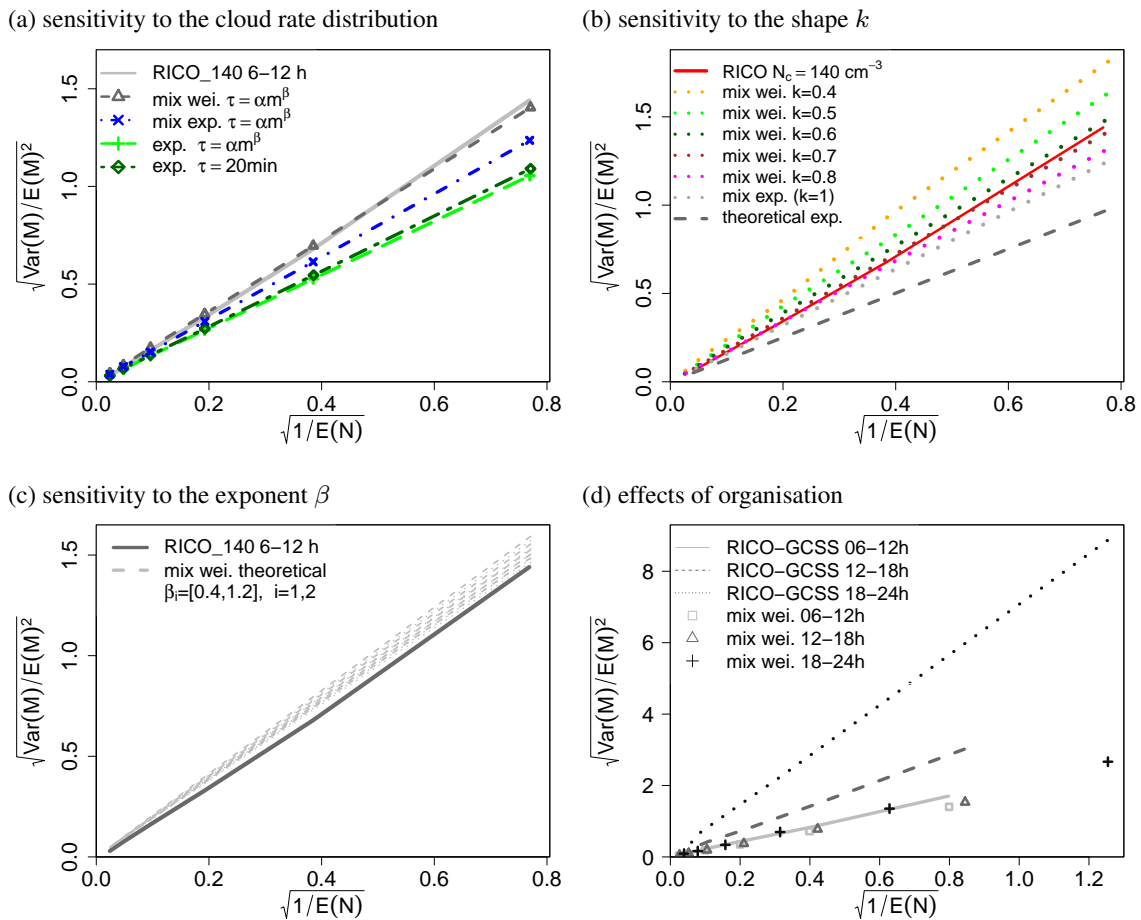 (a) sensitivity to the cloud rate distribution
RICO_140 6−12 h
mix wei. τ = αm^β
mix exp. τ = αm^β
exp. τ = αm^β
exp. τ = 20min
√Var(M) / E(M)²
0.0 0.5 1.0 1.5
0.0 0.2 0.4 0.6 0.8
√1/E(N)
(b) sensitivity to the shape k
RICO N_c = 140 cm⁻³
mix wei. k=0.4
mix wei. k=0.5
mix wei. k=0.6
mix wei. k=0.7
mix wei. k=0.8
mix exp. (k=1)
theoretical exp.
√Var(M) / E(M)²
0.0 0.5 1.0 1.5
0.0 0.2 0.4 0.6 0.8
√1/E(N)
(c) sensitivity to the exponent β
RICO_140 6−12 h
mix wei. theoretical
β_i=[0.4,1.2], i=1,2
√Var(M) / E(M)²
0.0 0.5 1.0 1.5
0.0 0.2 0.4 0.6 0.8
√1/E(N)
(d) effects of organisation
RICO−GCSS 06−12h
RICO−GCSS 12−18h
RICO−GCSS 18−24h
mix wei. 06−12h
mix wei. 12−18h
mix wei. 18−24h
√Var(M) / E(M)²
0 2 4 6 8
0.0 0.2 0.4 0.6 0.8 1.0 1.2
√1/E(N)